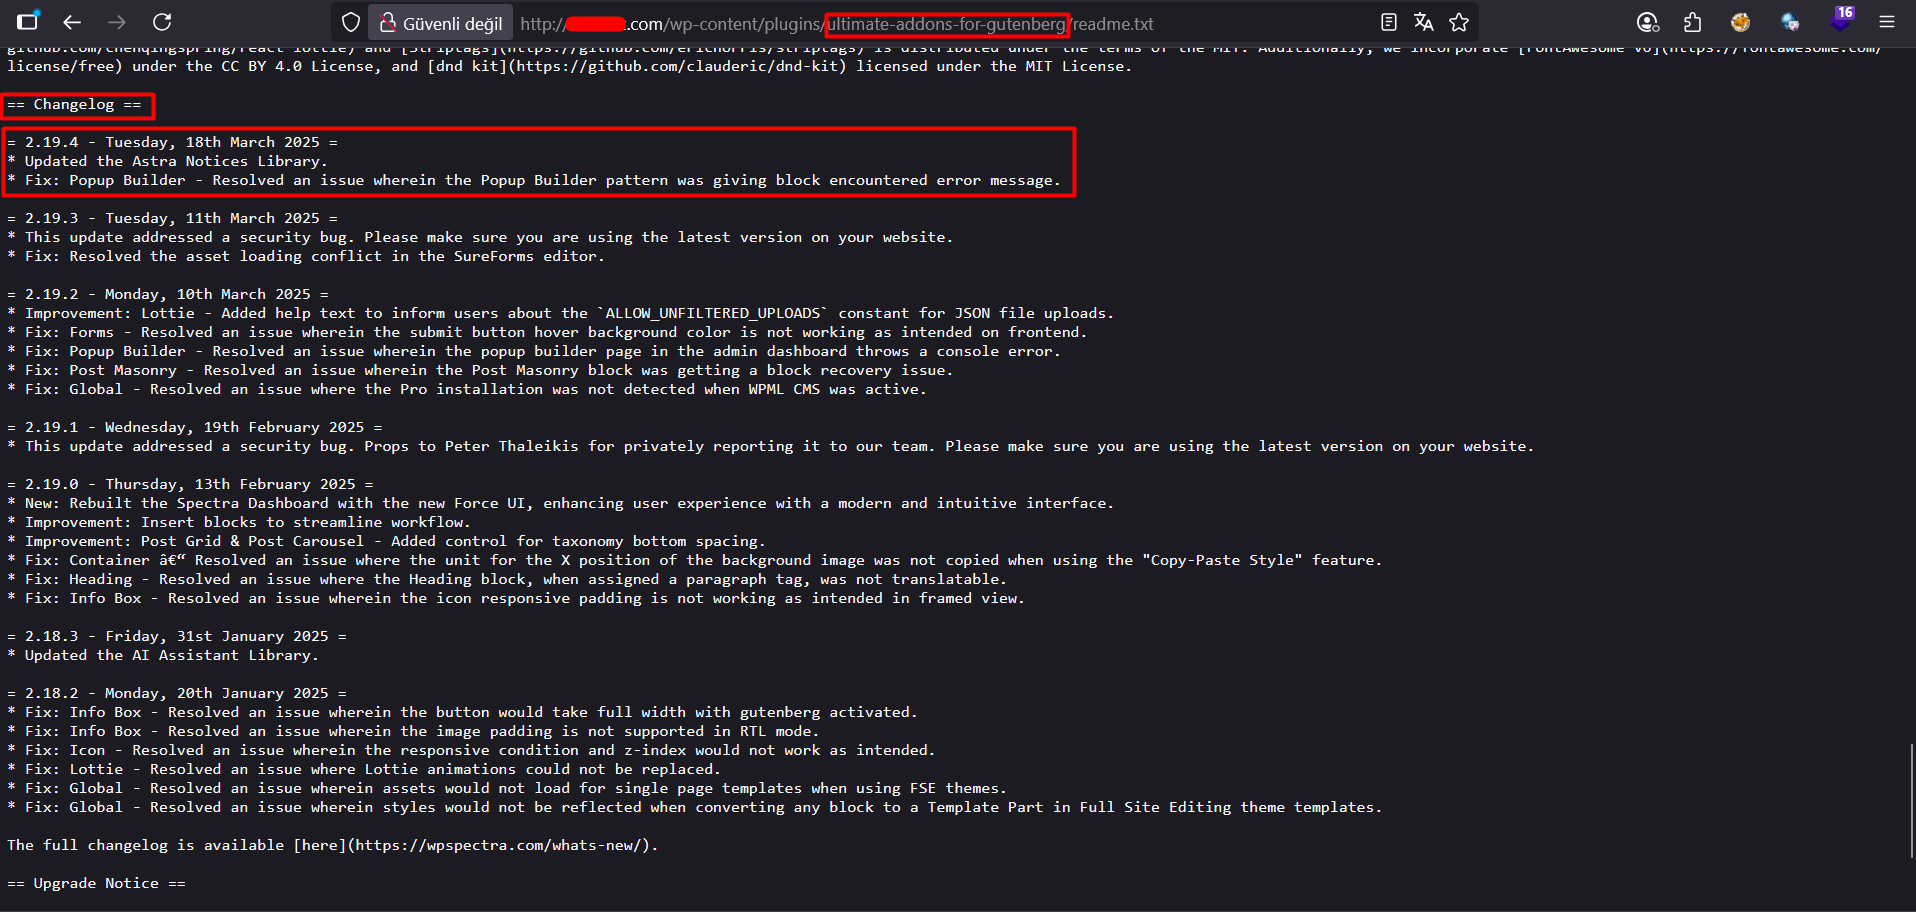 Güvenli değil
http:// .com/wp-content/plugins/ultimate-addons-for-gutenberg/readme.txt
16
github.com/chenqingspring/react-lottie) and [Striptags](https://github.com/ericnorris/striptags) is distributed under the terms of the MIT. Additionally, we incorporate [FontAwesome v6](https://fontawesome.com/
license/free) under the CC BY 4.0 License, and [dnd kit](https://github.com/clauderic/dnd-kit) licensed under the MIT License.
== Changelog ==
= 2.19.4 - Tuesday, 18th March 2025 =
* Updated the Astra Notices Library.
* Fix: Popup Builder - Resolved an issue wherein the Popup Builder pattern was giving block encountered error message.
= 2.19.3 - Tuesday, 11th March 2025 =
* This update addressed a security bug. Please make sure you are using the latest version on your website.
* Fix: Resolved the asset loading conflict in the SureForms editor.
= 2.19.2 - Monday, 10th March 2025 =
* Improvement: Lottie - Added help text to inform users about the `ALLOW_UNFILTERED_UPLOADS` constant for JSON file uploads.
* Fix: Forms - Resolved an issue wherein the submit button hover background color is not working as intended on frontend.
* Fix: Popup Builder - Resolved an issue wherein the popup builder page in the admin dashboard throws a console error.
* Fix: Post Masonry - Resolved an issue wherein the Post Masonry block was getting a block recovery issue.
* Fix: Global - Resolved an issue where the Pro installation was not detected when WPML CMS was active.
= 2.19.1 - Wednesday, 19th February 2025 =
* This update addressed a security bug. Props to Peter Thaleikis for privately reporting it to our team. Please make sure you are using the latest version on your website.
= 2.19.0 - Thursday, 13th February 2025 =
* New: Rebuilt the Spectra Dashboard with the new Force UI, enhancing user experience with a modern and intuitive interface.
* Improvement: Insert blocks to streamline workflow.
* Improvement: Post Grid & Post Carousel - Added control for taxonomy bottom spacing.
* Fix: Container â€“ Resolved an issue where the unit for the X position of the background image was not copied when using the "Copy-Paste Style" feature.
* Fix: Heading - Resolved an issue where the Heading block, when assigned a paragraph tag, was not translatable.
* Fix: Info Box - Resolved an issue wherein the icon responsive padding is not working as intended in framed view.
= 2.18.3 - Friday, 31st January 2025 =
* Updated the AI Assistant Library.
= 2.18.2 - Monday, 20th January 2025 =
* Fix: Info Box - Resolved an issue wherein the button would take full width with gutenberg activated.
* Fix: Info Box - Resolved an issue wherein the image padding is not supported in RTL mode.
* Fix: Icon - Resolved an issue wherein the responsive condition and z-index would not work as intended.
* Fix: Lottie - Resolved an issue where Lottie animations could not be replaced.
* Fix: Global - Resolved an issue wherein assets would not load for single page templates when using FSE themes.
* Fix: Global - Resolved an issue wherein styles would not be reflected when converting any block to a Template Part in Full Site Editing theme templates.
The full changelog is available [here](https://wpspectra.com/whats-new/).
== Upgrade Notice ==